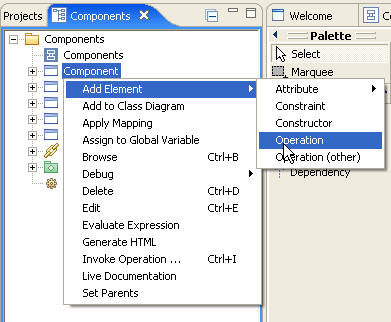 Projects
Components
Welcome
C
Components
Components
Component
Palette
Select
Marquee
Add Element
Add to Class Diagram
Apply Mapping
Assign to Global Variable
Browse Ctrl+B
Debug
Delete Ctrl+D
Edit Ctrl+E
Evaluate Expression
Generate HTML
Invoke Operation ... Ctrl+I
Live Documentation
Set Parents
Attribute
Constraint
Constructor
Operation
Operation (other)
Dependency